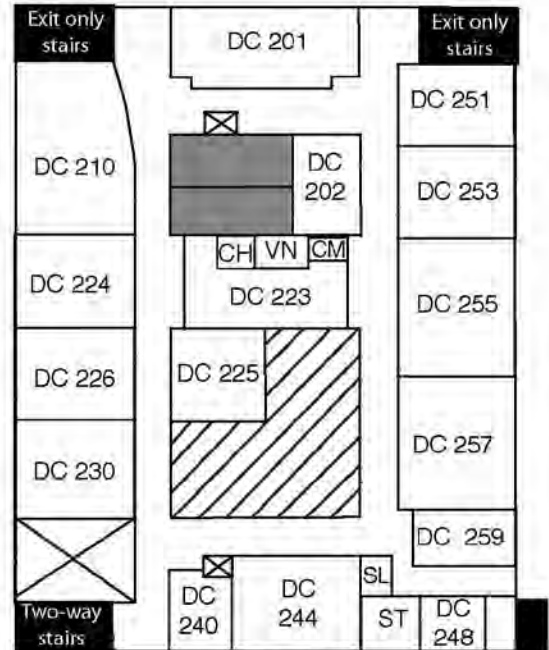 Exit only
stairs
DC 201
Exit only
stairs
DC 251
DC 210
DC
202
DC 253
CH
VN
CM
DC 224
DC 223
DC 255
DC 226
DC 225
DC 230
DC 257
DC 259
SL
Two-way
stairs
DC
240
DC
244
ST
DC
248